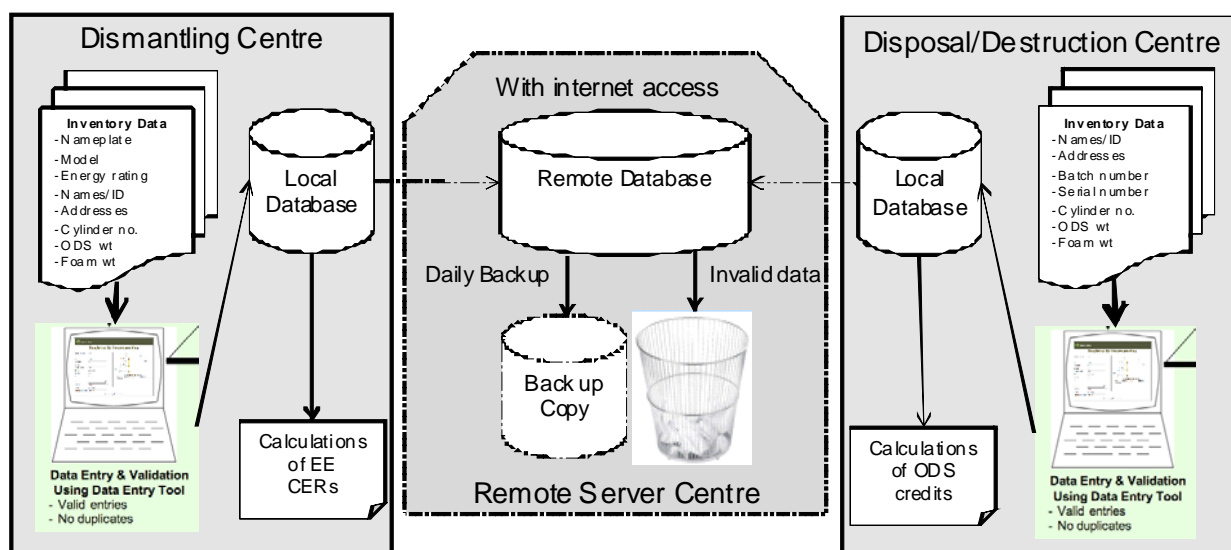 Dismantling Centre
Inventory Data
-Nameplate
-Model
-Energy rating
-Names/ID
-Addresses
-Cylinder no.
-ODS wt
-Foam wt
Local
Database
Data Entry & Validation
Using Data Entry Tool
- Valid entries
- No duplicates
Calculations
of EE
CERs
With internet access
Remote Database
Daily Backup
Invalid data
Back up
Copy
Remote Server Centre
Disposal/Destruction Centre
Local
Database
Inventory Data
-Names/ID
-Addresses
-Batch number
-Serial number
-Cylinder no.
-ODS wt
-Foam wt
Calculations
of ODS
credits
Data Entry & Validation
Using Data Entry Tool
- Valid entries
- No duplicates